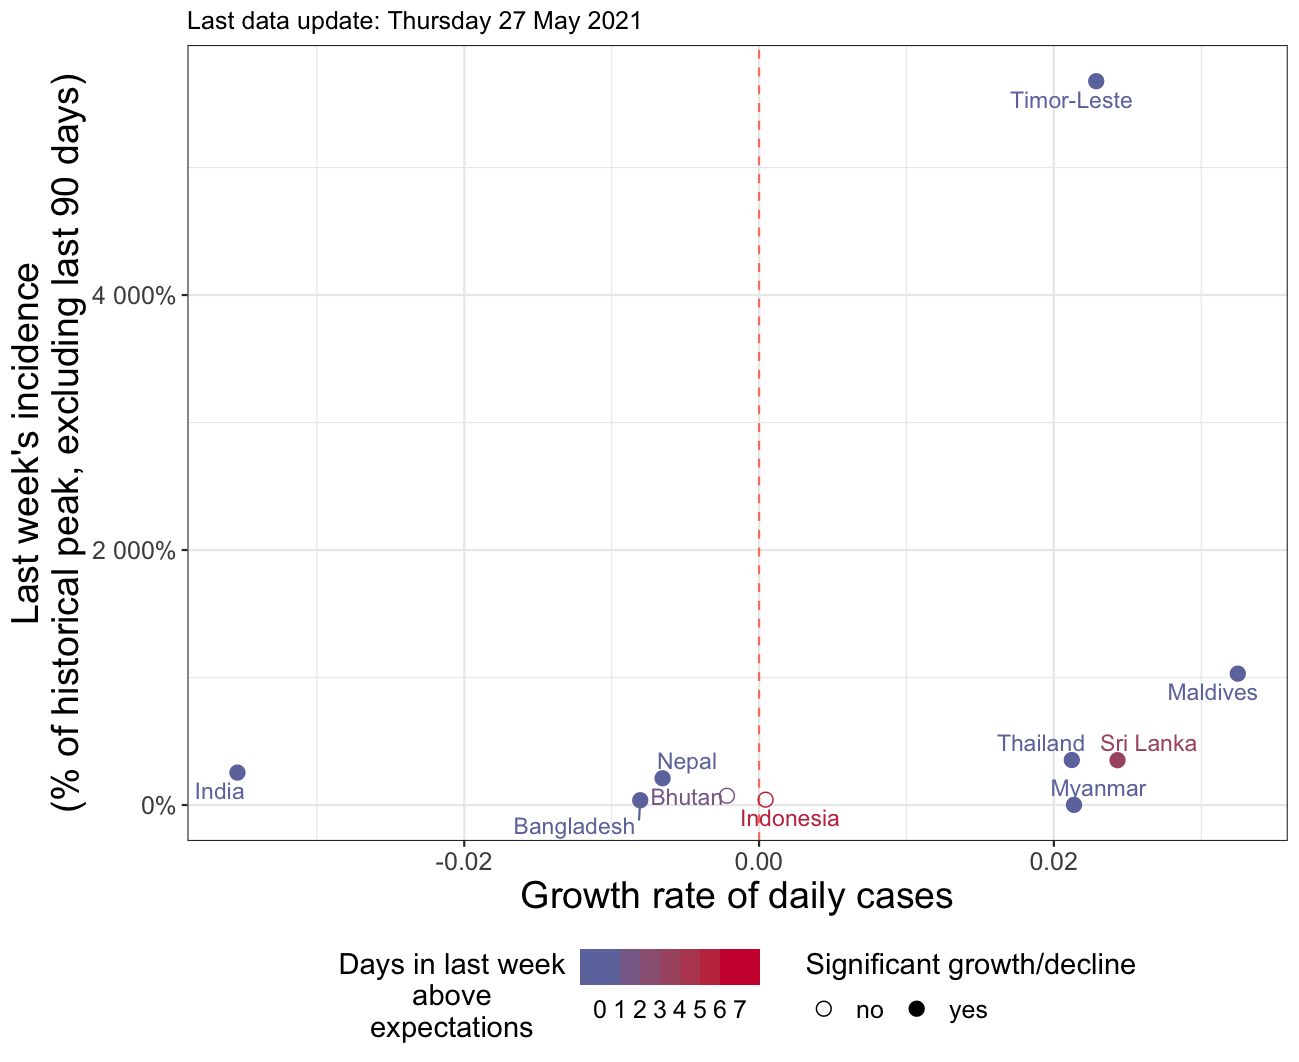 Last data update: Thursday 27 May 2021
Last week's incidence
(% of historical peak, excluding last 90 days)
4 000%
2 000%
0%
Timor-Leste
Maldives
Thailand
Sri Lanka
Myanmar
Nepal
India
Bhutan
Bangladesh
Indonesia
-0.02
0.00
0.02
Growth rate of daily cases
Days in last week
above
expectations
0 1 2 3 4 5 6 7
Significant growth/decline
no
yes